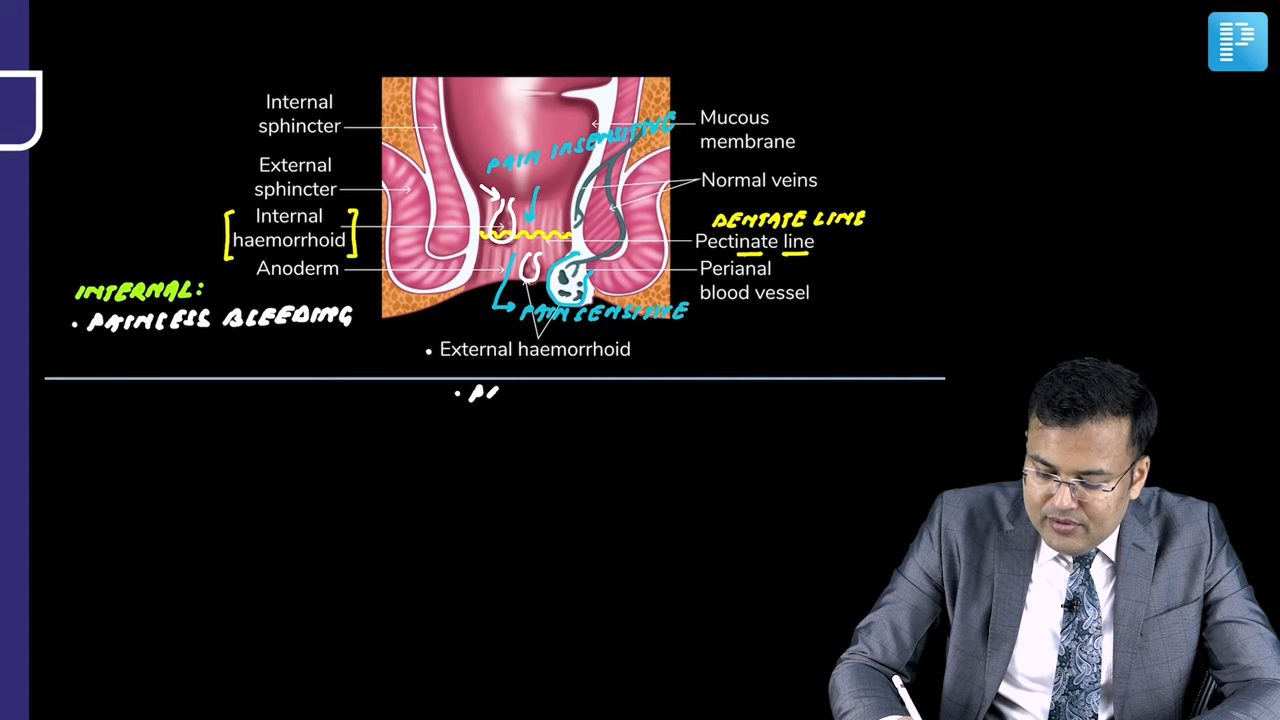 Internal
sphincter
External
sphincter
Internal
haemorrhoid
Anoderm
INTERNAL:
• PAINLESS BLEEDING
PAIN INSENSITIVE
PAIN SENSITIVE
Mucous
membrane
Normal veins
DENTATE LINE
Pectinate line
Perianal
blood vessel
• External haemorrhoid
P